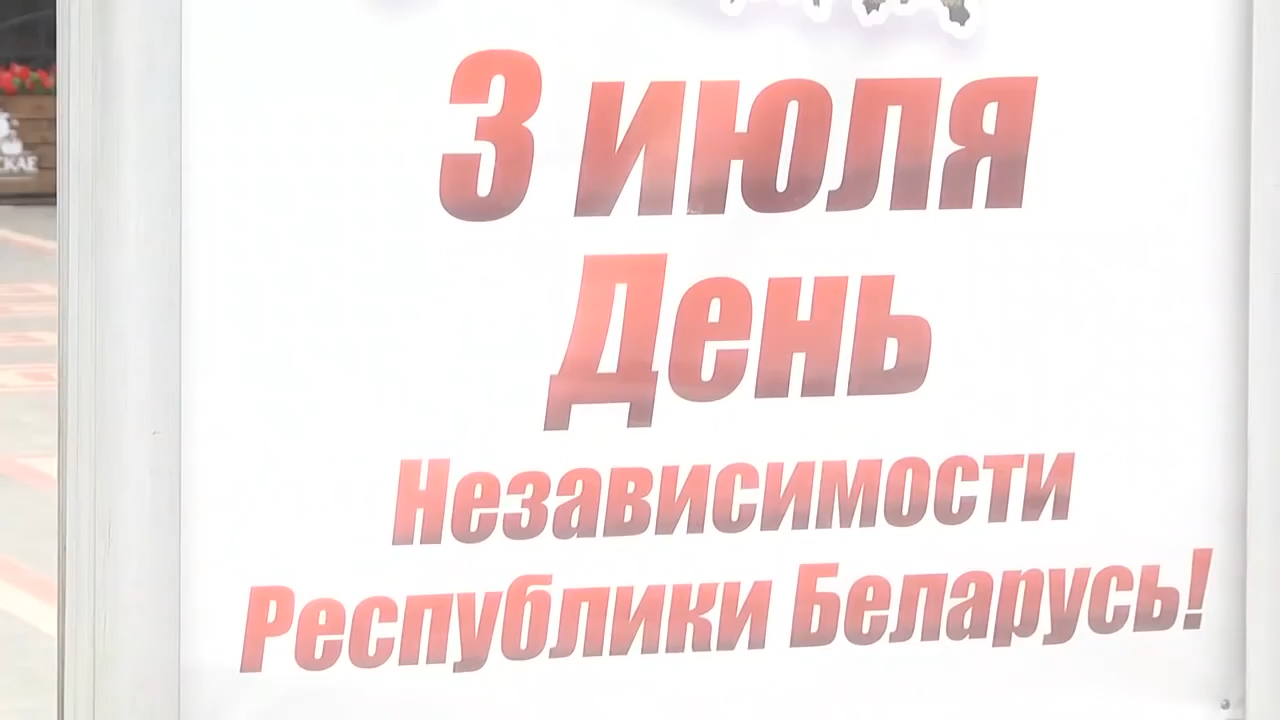 3 июля
День
Независимости
Республики Беларусь!